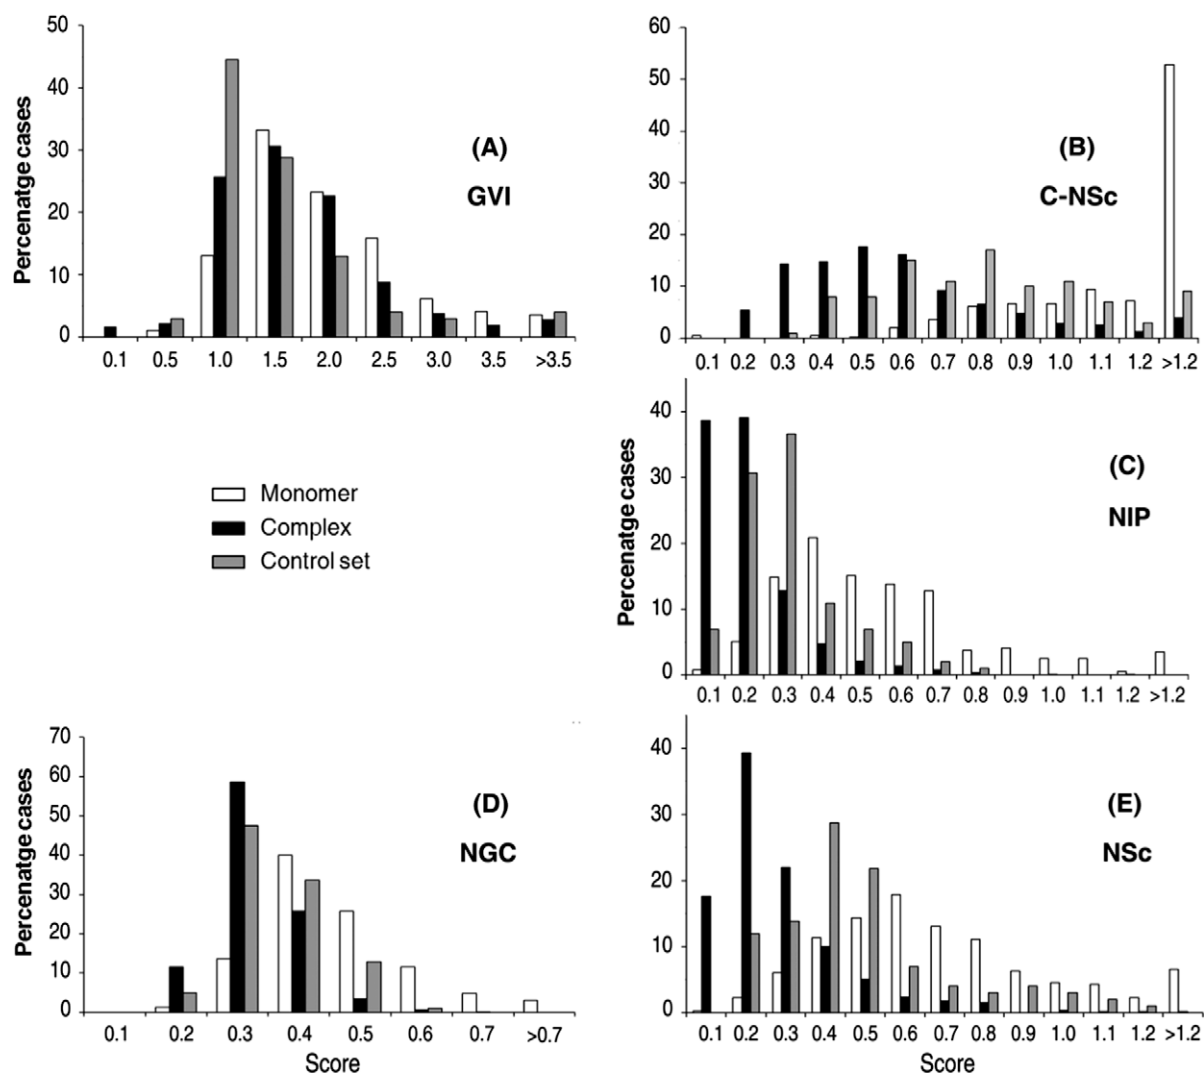 50
40
30
20
10
0
Percenatge cases
(A)
GVI
0.1 0.5 1.0 1.5 2.0 2.5 3.0 3.5 >3.5
60
50
40
30
20
10
0
(B)
C-NSc
0.1 0.2 0.3 0.4 0.5 0.6 0.7 0.8 0.9 1.0 1.1 1.2 >1.2
Monomer
Complex
Control set
40
30
20
10
0
Percenatge cases
(C)
NIP
0.1 0.2 0.3 0.4 0.5 0.6 0.7 0.8 0.9 1.0 1.1 1.2 >1.2
70
60
50
40
30
20
10
0
Percenatge cases
(D)
NGC
0.1 0.2 0.3 0.4 0.5 0.6 0.7 >0.7
Score
40
30
20
10
0
(E)
NSc
0.1 0.2 0.3 0.4 0.5 0.6 0.7 0.8 0.9 1.0 1.1 1.2 >1.2
Score